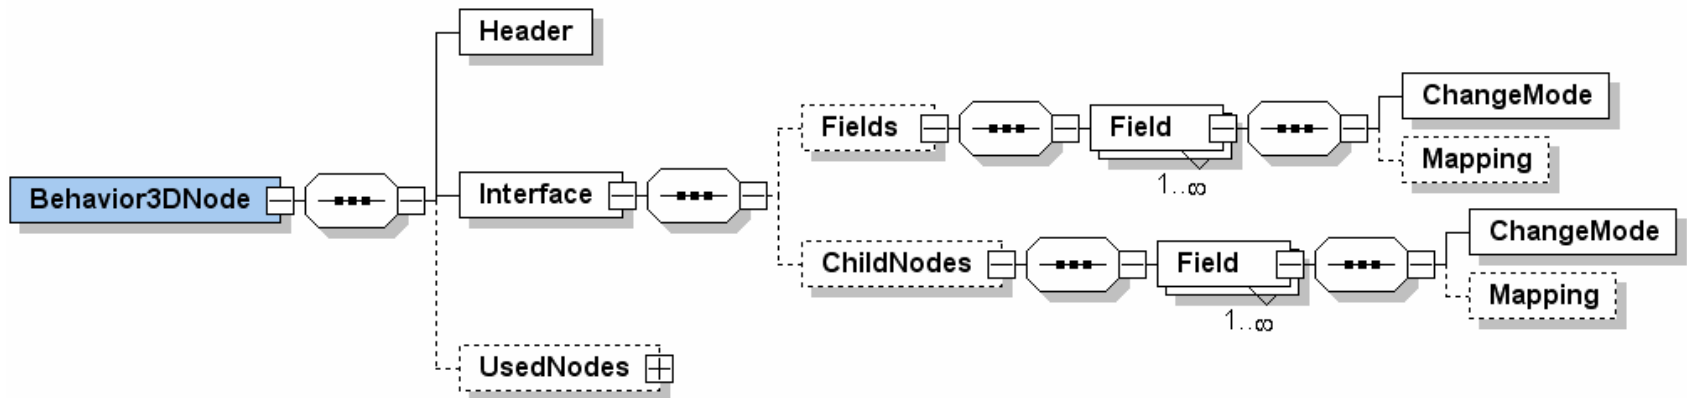 Header
Fields
Field
1..∞
ChangeMode
Mapping
Behavior3DNode
Interface
ChildNodes
Field
1..∞
ChangeMode
Mapping
UsedNodes